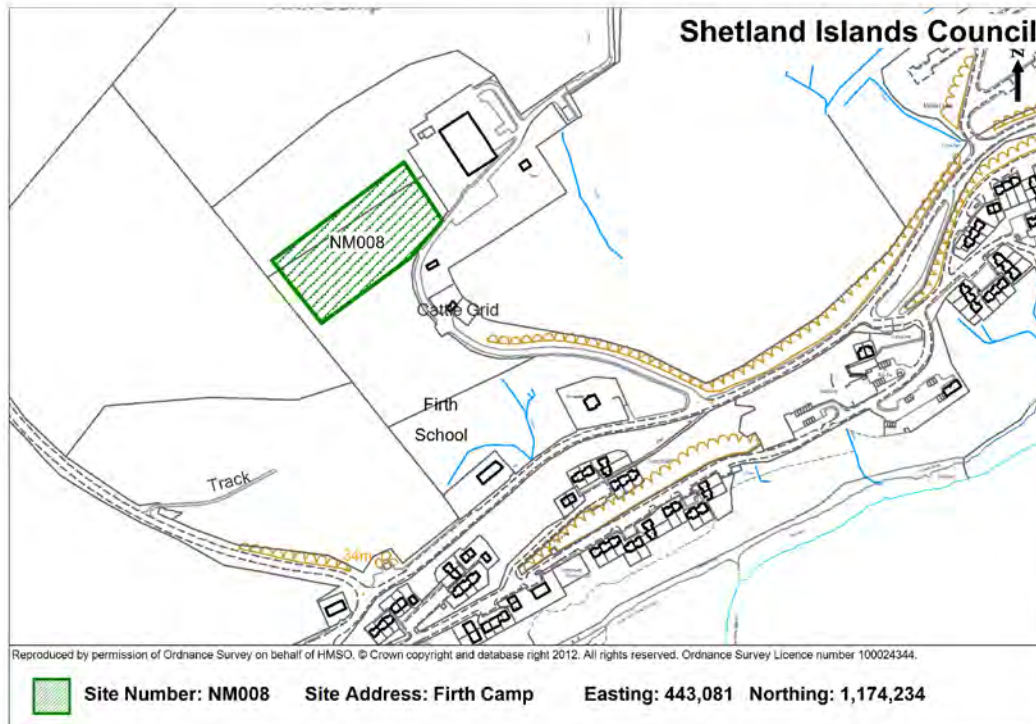 Shetland Islands Council
N
NM008
Cattle Grid
Firth
School
Track
34m
Reproduced by permission of Ordnance Survey on behalf of HMSO. © Crown copyright and database right 2012. All rights reserved. Ordnance Survey Licence number 100024344.
Site Number: NM008 Site Address: Firth Camp Easting: 443,081 Northing: 1,174,234